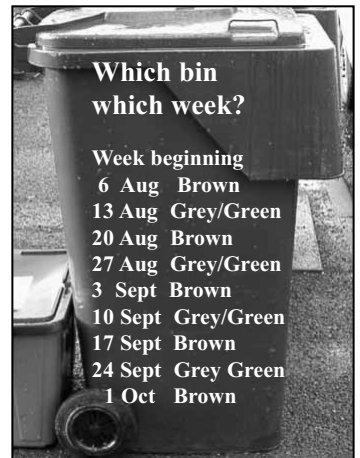 Which bin
which week?
Week beginning
6 Aug Brown
13 Aug Grey/Green
20 Aug Brown
27 Aug Grey/Green
3 Sept Brown
10 Sept Grey/Green
17 Sept Brown
24 Sept Grey Green
1 Oct Brown